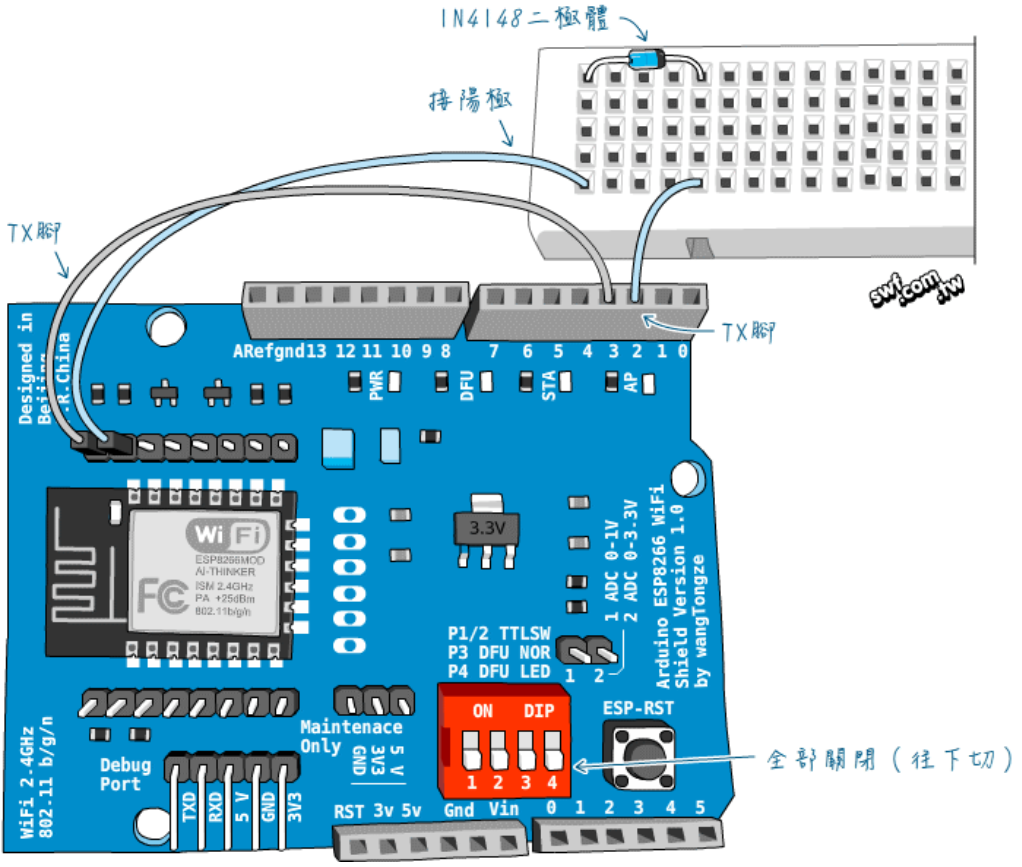 1N4148二極體
接陽極
TX腳
swf.com.tw
TX腳
Designed in
Beijing
.R.China
ARefgnd13 12 11 10 9 8
7 6 5 4 3 2 1 0
PWR
DFU
STA
AP
3.3V
WiFi
ESP8266MOD
AI-THINKER
ISM 2.4GHz
PA +25dBm
802.11b/g/n
FC
1 ADC 0-1V
2 ADC 0-3.3V
Arduino ESP8266 WiFi
Shield Version 1.0
by wangTongze
P1/2 TTLSW
P3 DFU NOR
P4 DFU LED
1 2
ON DIP
1 2 3 4
ESP-RST
全部關閉(往下切)
Maintenace
Only
GND
3V3
5 V
WiFi 2.4GHz
802.11 b/g/n
Debug
Port
TXD
RXD
5 V
GND
3V3
RST 3v 5v Gnd Vin 0 1 2 3 4 5